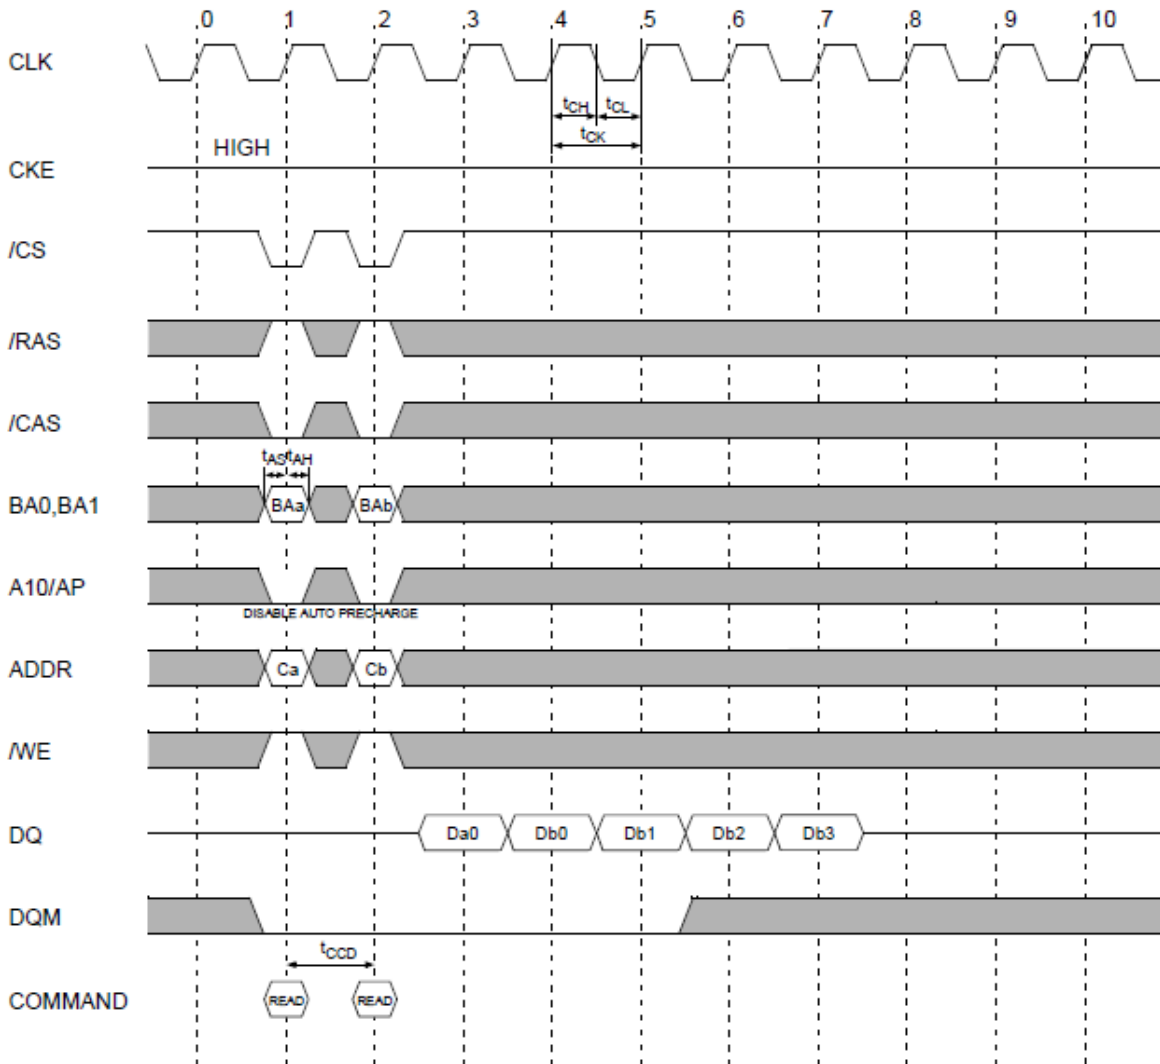 0 1 2 3 4 5 6 7 8 9 10
CLK
tCH tCL
tCK
HIGH
CKE
/CS
/RAS
/CAS
tAS tAH
BA0,BA1 BAa BAb
A10/AP
DISABLE AUTO PRECHARGE
ADDR Ca Cb
/WE
DQ Da0 Db0 Db1 Db2 Db3
DQM
tCCD
COMMAND READ READ